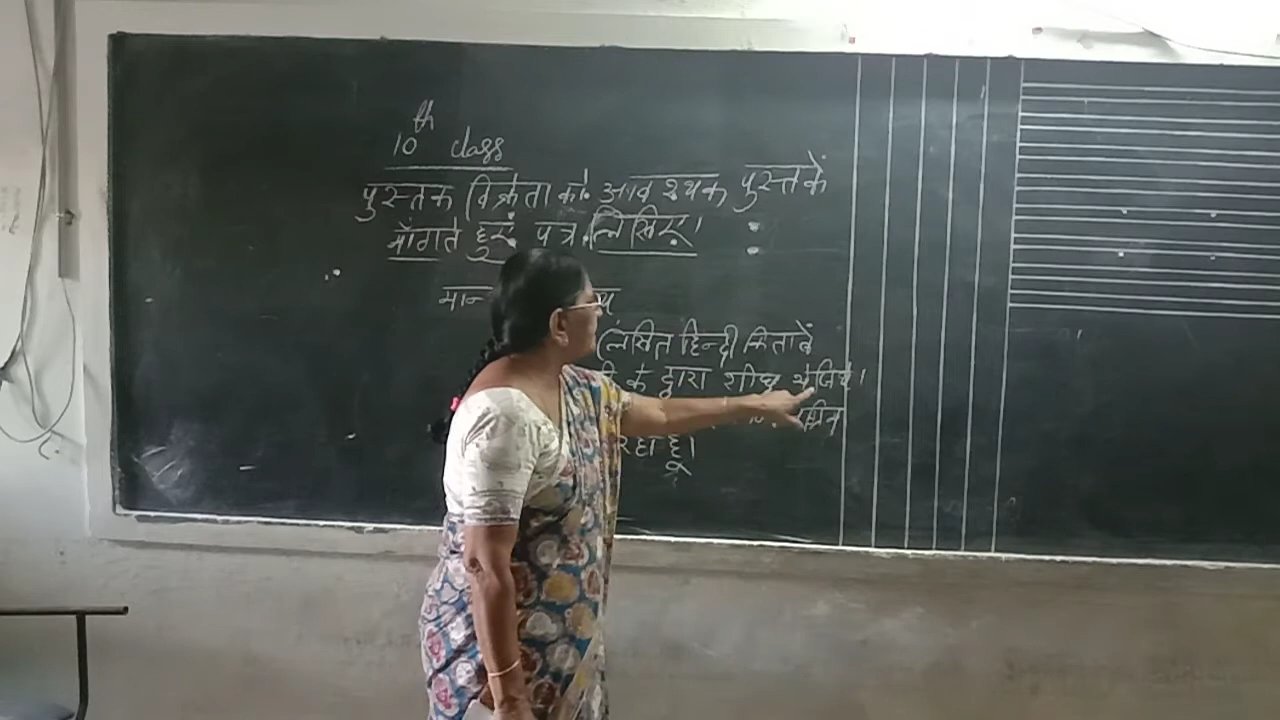 10th class
पुस्तक विक्रेता को आवश्यक पुस्तकें
माँगते हुए पत्र लिखिए।
मान
लिखित हिन्दी किताबें
के द्वारा शीघ्र भेजिये।
रहा हूँ।